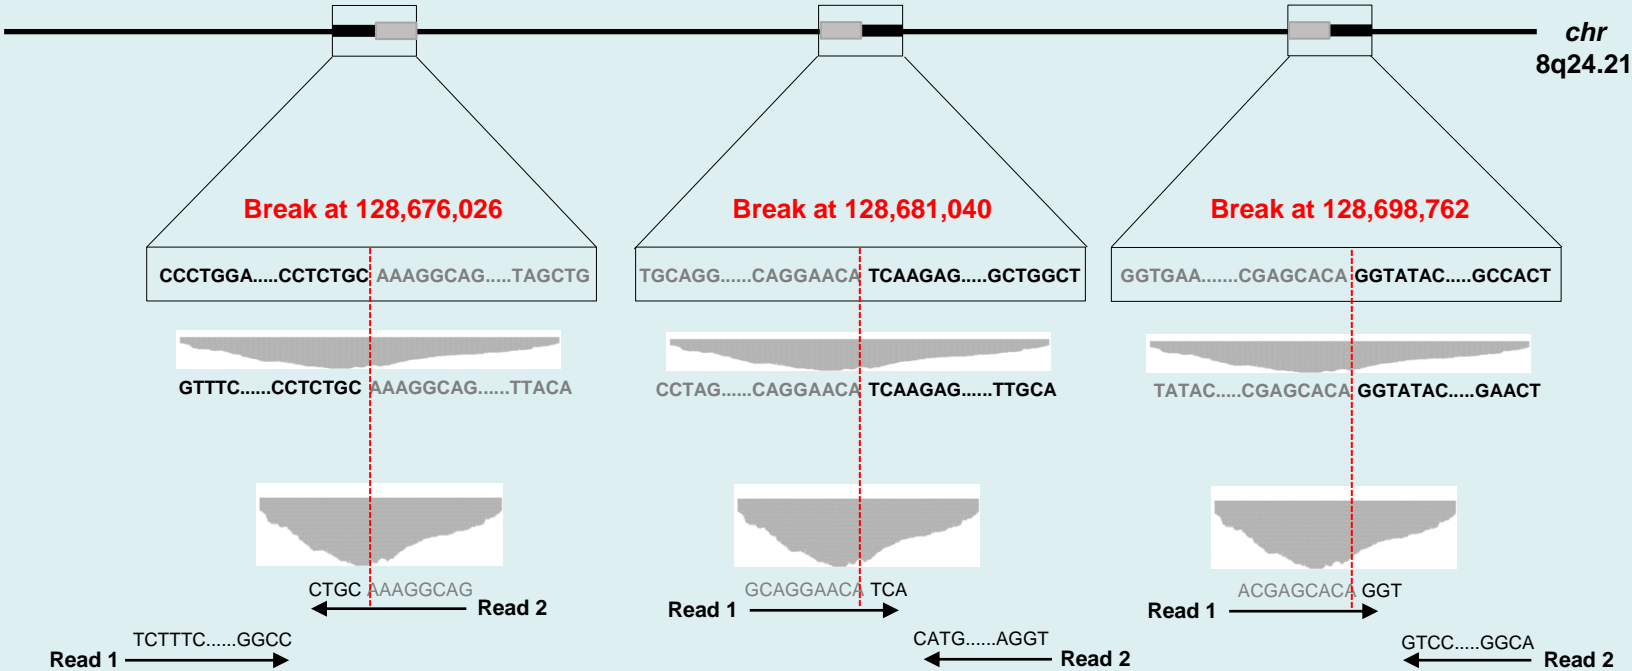 chr
8q24.21
Break at 128,676,026
Break at 128,681,040
Break at 128,698,762
CCCTGGA.....CCTCTGC AAAGGCAG.....TAGCTG
TGCAGG......CAGGAACA TCAAGAG......GCTGGCT
GGTGAA.......CGAGCACA GGTATAC.....GCCACT
GTTTC......CCTCTGC AAAGGCAG......TTACA
CCTAG......CAGGAACA TCAAGAG......TTGCA
TATAC.....CGAGCACA GGTATAC.....GAACT
CTGC AAAGGCAG
Read 2
GCAGGAACA TCA
Read 1
ACGAGCACA GGT
Read 1
TCTTTC......GGCC
Read 1
CATG......AGGT
Read 2
GTCC.....GGCA
Read 2